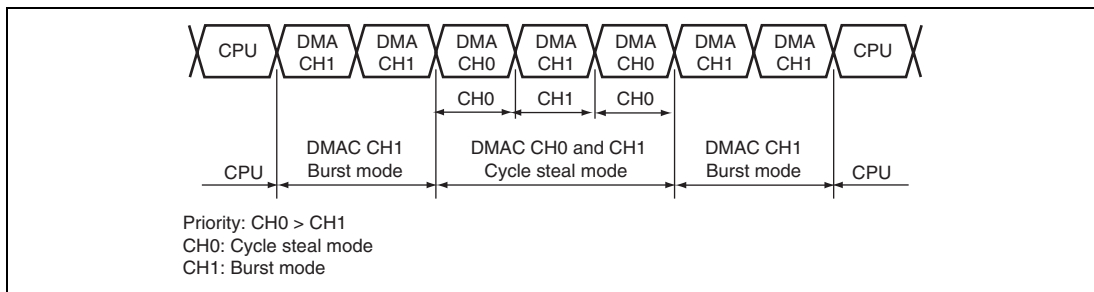 CPU DMA CH1 DMA CH1 DMA CH0 DMA CH1 DMA CH0 DMA CH1 DMA CH1 CPU
CH0 CH1 CH0
DMAC CH1 DMAC CH0 and CH1 DMAC CH1
CPU Burst mode Cycle steal mode Burst mode CPU
Priority: CH0 > CH1
CH0: Cycle steal mode
CH1: Burst mode